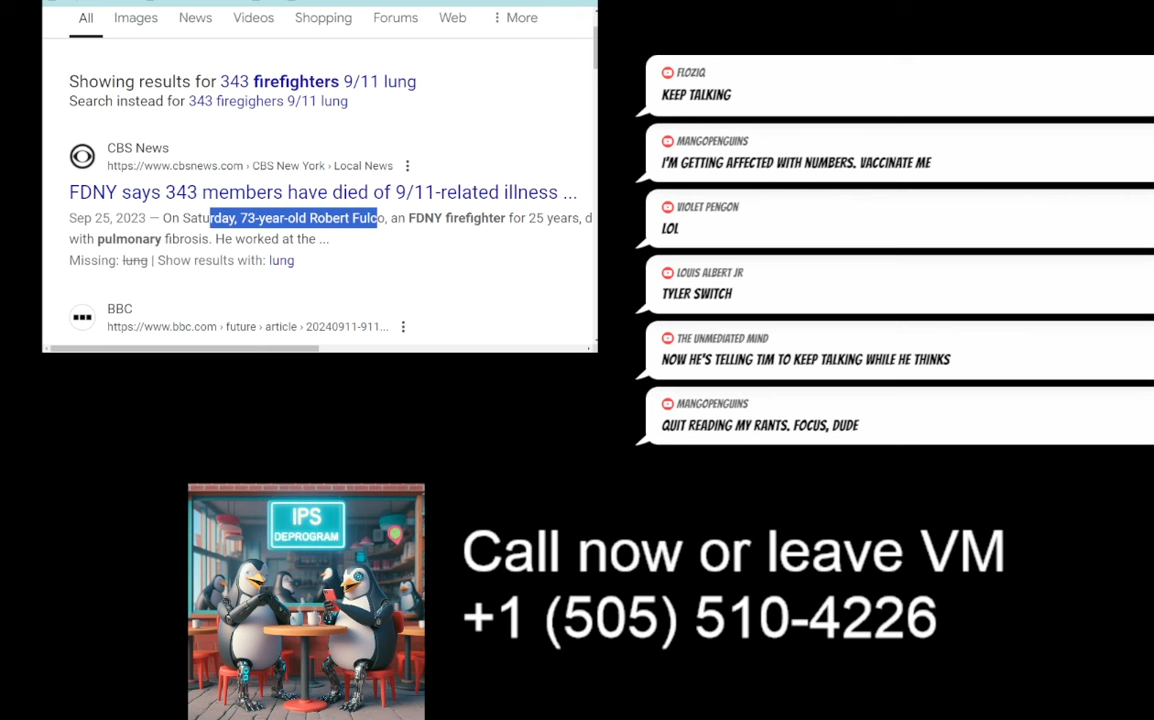 All Images News Videos Shopping Forums Web ⋮ More
Showing results for 343 firefighters 9/11 lung
Search instead for 343 firegighers 9/11 lung
CBS News
https://www.cbsnews.com › CBS New York › Local News
FDNY says 343 members have died of 9/11-related illness ...
Sep 25, 2023 — On Saturday, 73-year-old Robert Fulco, an FDNY firefighter for 25 years, d
with pulmonary fibrosis. He worked at the ...
Missing: lung | Show results with: lung
BBC
https://www.bbc.com › future › article › 20240911-911...
FLOZIQ
KEEP TALKING
MANGOPENGUINS
I'M GETTING AFFECTED WITH NUMBERS. VACCINATE ME
VIOLET PENGON
LOL
LOUIS ALBERT JR
TYLER SWITCH
THE UNMEDIATED MIND
NOW HE'S TELLING TIM TO KEEP TALKING WHILE HE THINKS
MANGOPENGUINS
QUIT READING MY RANTS. FOCUS, DUDE
IPS
DEPROGRAM
Call now or leave VM
+1 (505) 510-4226